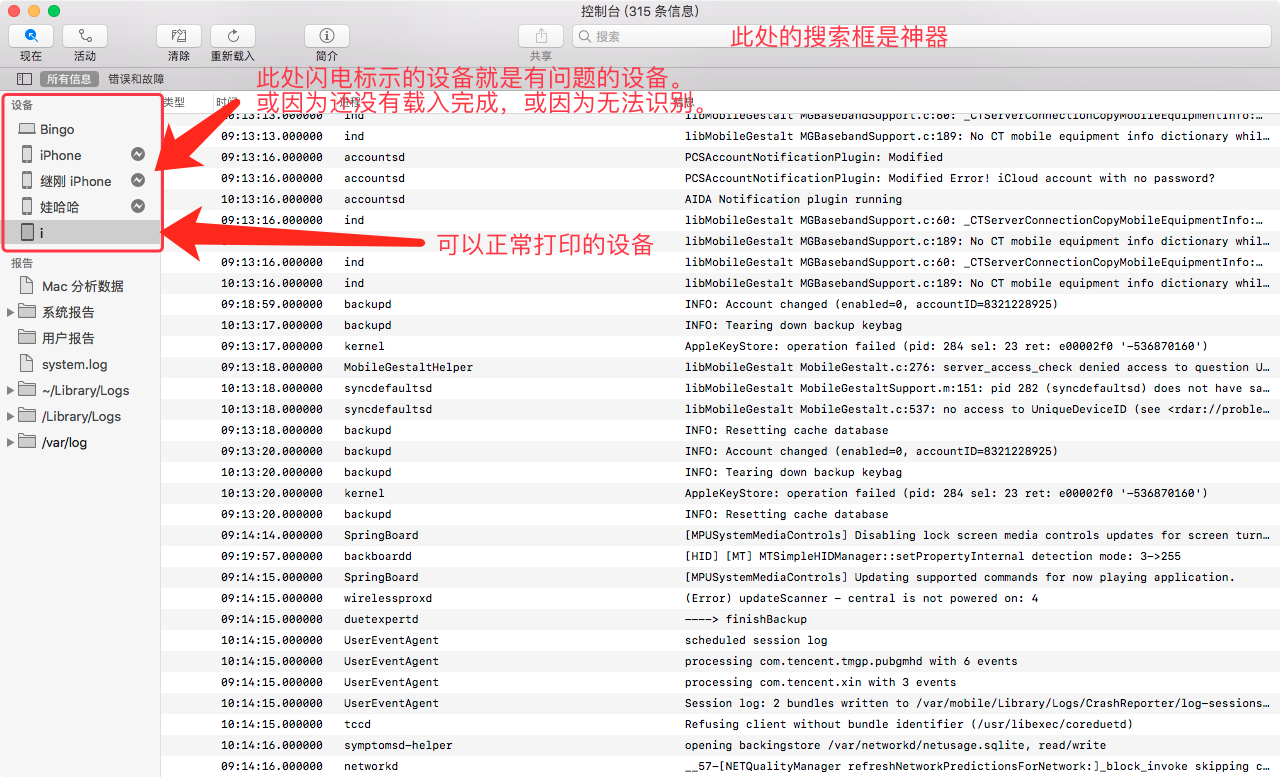 控制台 (315 条信息)
搜索
此处的搜索框是神器
现在 活动 清除 重新载入 简介 共享
所有信息 错误和故障
此处闪电标示的设备就是有问题的设备。
或因为还没有载入完成，或因为无法识别。
设备
Bingo
iPhone
继刚 iPhone
娃哈哈
i
可以正常打印的设备
报告
Mac 分析数据
系统报告
用户报告
system.log
~/Library/Logs
/Library/Logs
/var/log
类型 时间
09:13:13.000000 ind libMobileGestalt MGBasebandSupport.c:60: _CTServerConnectionCopyMobileEquipmentInfo:…
09:13:16.000000 ind libMobileGestalt MGBasebandSupport.c:189: No CT mobile equipment info dictionary whil…
09:13:16.000000 accountsd PCSAccountNotificationPlugin: Modified
09:13:16.000000 accountsd PCSAccountNotificationPlugin: Modified Error! iCloud account with no password?
10:13:16.000000 accountsd AIDA Notification plugin running
09:13:16.000000 ind libMobileGestalt MGBasebandSupport.c:60: _CTServerConnectionCopyMobileEquipmentInfo:…
libMobileGestalt MGBasebandSupport.c:189: No CT mobile equipment info dictionary whil…
09:13:16.000000 ind libMobileGestalt MGBasebandSupport.c:60: _CTServerConnectionCopyMobileEquipmentInfo:…
10:13:16.000000 ind libMobileGestalt MGBasebandSupport.c:189: No CT mobile equipment info dictionary whil…
09:18:59.000000 backupd INFO: Account changed (enabled=0, accountID=8321228925)
10:13:17.000000 backupd INFO: Tearing down backup keybag
09:13:17.000000 kernel AppleKeyStore: operation failed (pid: 284 sel: 23 ret: e00002f0 '-536870160')
09:13:18.000000 MobileGestaltHelper libMobileGestalt MobileGestalt.c:276: server_access_check denied access to question U…
10:13:18.000000 syncdefaultsd libMobileGestalt MobileGestaltSupport.m:151: pid 282 (syncdefaultsd) does not have sa…
10:13:18.000000 syncdefaultsd libMobileGestalt MobileGestalt.c:537: no access to UniqueDeviceID (see <rdar://proble…
09:13:18.000000 backupd INFO: Resetting cache database
09:13:20.000000 backupd INFO: Account changed (enabled=0, accountID=8321228925)
10:13:20.000000 backupd INFO: Tearing down backup keybag
10:13:20.000000 kernel AppleKeyStore: operation failed (pid: 284 sel: 23 ret: e00002f0 '-536870160')
09:13:20.000000 backupd INFO: Resetting cache database
09:14:14.000000 SpringBoard [MPUSystemMediaControls] Disabling lock screen media controls updates for screen turn…
09:19:57.000000 backboardd [HID] [MT] MTSimpleHIDManager::setPropertyInternal detection mode: 3->255
09:14:15.000000 SpringBoard [MPUSystemMediaControls] Updating supported commands for now playing application.
09:14:15.000000 wirelessproxd (Error) updateScanner - central is not powered on: 4
09:14:15.000000 duetexpertd ----> finishBackup
10:14:15.000000 UserEventAgent scheduled session log
10:14:15.000000 UserEventAgent processing com.tencent.tmgp.pubgmhd with 6 events
09:14:15.000000 UserEventAgent processing com.tencent.xin with 3 events
09:14:15.000000 UserEventAgent Session log: 2 bundles written to /var/mobile/Library/Logs/CrashReporter/log-sessions…
10:14:15.000000 tccd Refusing client without bundle identifier (/usr/libexec/coreduetd)
10:14:16.000000 symptomsd-helper opening backingstore /var/networkd/netusage.sqlite, read/write
09:14:16.000000 networkd __57-[NETQualityManager refreshNetworkPredictionsForNetwork:]_block_invoke skipping c…